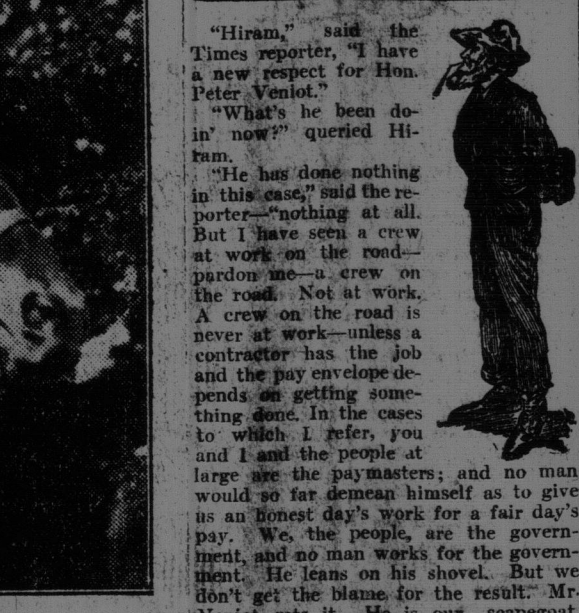 "Hiram," said the
Times reporter, "I have
a new respect for Hon.
Peter Veniot."
"What's he been do-
in' now?" queried Hi-
ram.
"He has done nothing
in this case," said the re-
porter—"nothing at all.
But I have seen a crew
at work on the road—
pardon me—a crew on
the road. Not at work.
A crew on the road is
never at work—unless a
contractor has the job
and the pay envelope de-
pends on getting some-
thing done. In the cases
to which I refer, you
and I and the people at
large are the paymasters; and no man
would so far demean himself as to give
us an honest day's work for a fair day's
pay. We, the people, are the govern-
ment, and no man works for the govern-
ment. He leans on his shovel. But we
don't get the blame for the result. Mr.